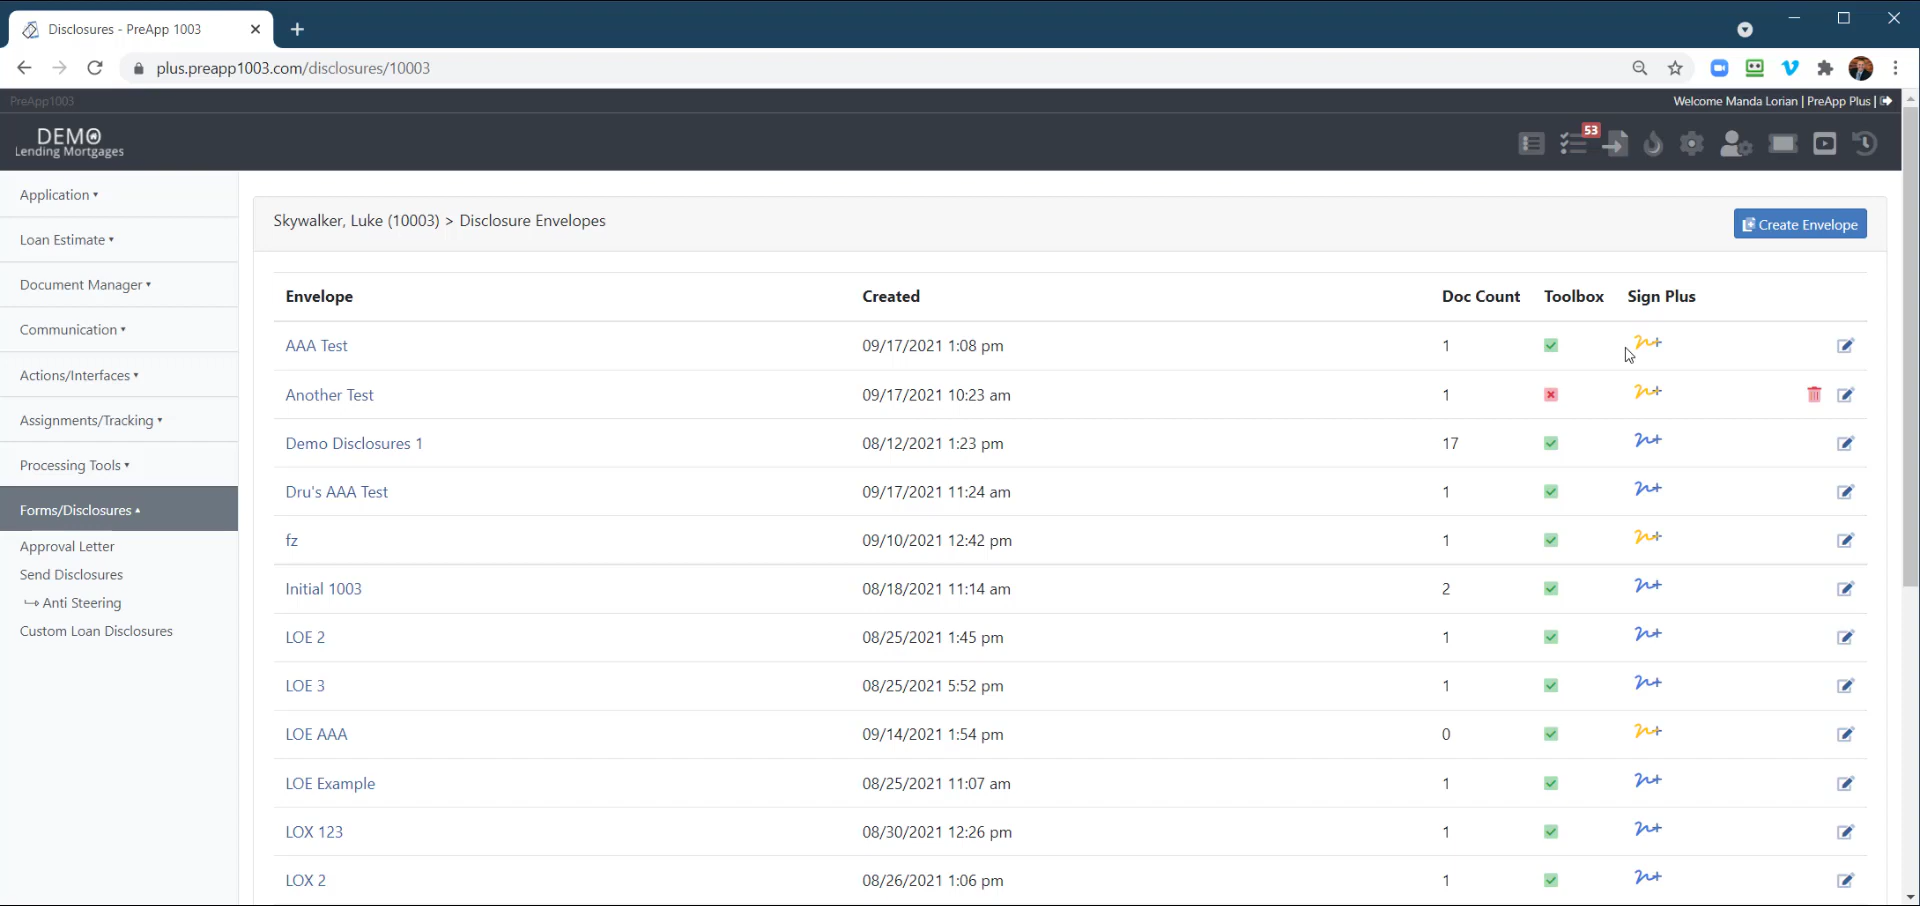 Disclosures - PreApp 1003
plus.preapp1003.com/disclosures/10003
PreApp1003
Welcome Manda Lorian | PreApp Plus |
DEMO
Lending Mortgages
53
Application
Loan Estimate
Document Manager
Communication
Actions/Interfaces
Assignments/Tracking
Processing Tools
Forms/Disclosures
Approval Letter
Send Disclosures
Anti Steering
Custom Loan Disclosures
Skywalker, Luke (10003) > Disclosure Envelopes
Create Envelope
Envelope Created Doc Count Toolbox Sign Plus
AAA Test 09/17/2021 1:08 pm 1
Another Test 09/17/2021 10:23 am 1
Demo Disclosures 1 08/12/2021 1:23 pm 17
Dru's AAA Test 09/17/2021 11:24 am 1
fz 09/10/2021 12:42 pm 1
Initial 1003 08/18/2021 11:14 am 2
LOE 2 08/25/2021 1:45 pm 1
LOE 3 08/25/2021 5:52 pm 1
LOE AAA 09/14/2021 1:54 pm 0
LOE Example 08/25/2021 11:07 am 1
LOX 123 08/30/2021 12:26 pm 1
LOX 2 08/26/2021 1:06 pm 1